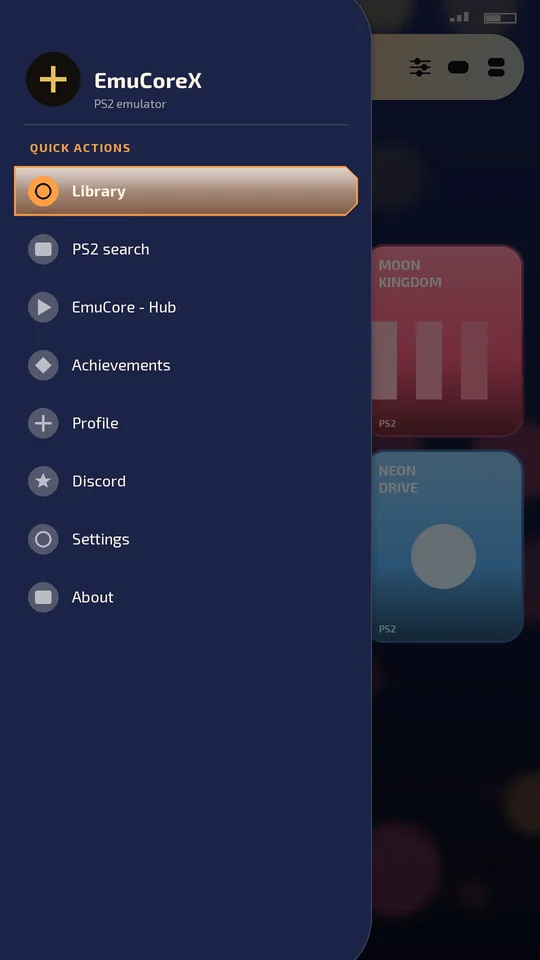 EmuCoreX
PS2 emulator
QUICK ACTIONS
Library
PS2 search
EmuCore - Hub
Achievements
Profile
Discord
Settings
About
MOON
KINGDOM
PS2
NEON
DRIVE
PS2